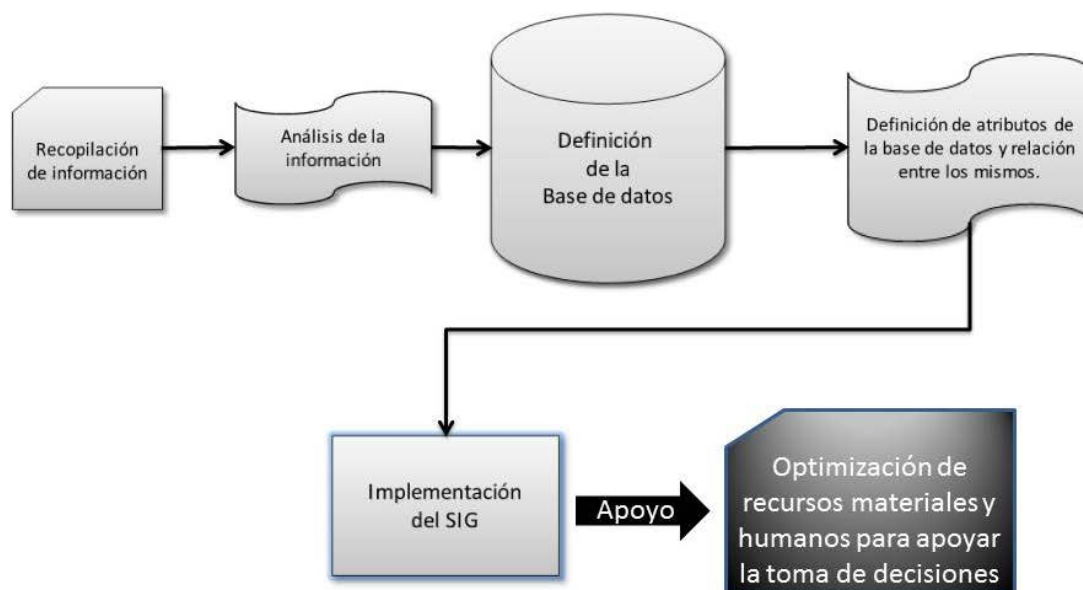 Recopilación
de información
Análisis de la
información
Definición
de la
Base de datos
Definición de atributos de
la base de datos y relación
entre los mismos.
Implementación
del SIG
Apoyo
Optimización de
recursos materiales y
humanos para apoyar
la toma de decisiones